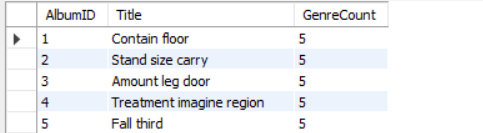 AlbumID Title GenreCount
1 Contain floor 5
2 Stand size carry 5
3 Amount leg door 5
4 Treatment imagine region 5
5 Fall third 5